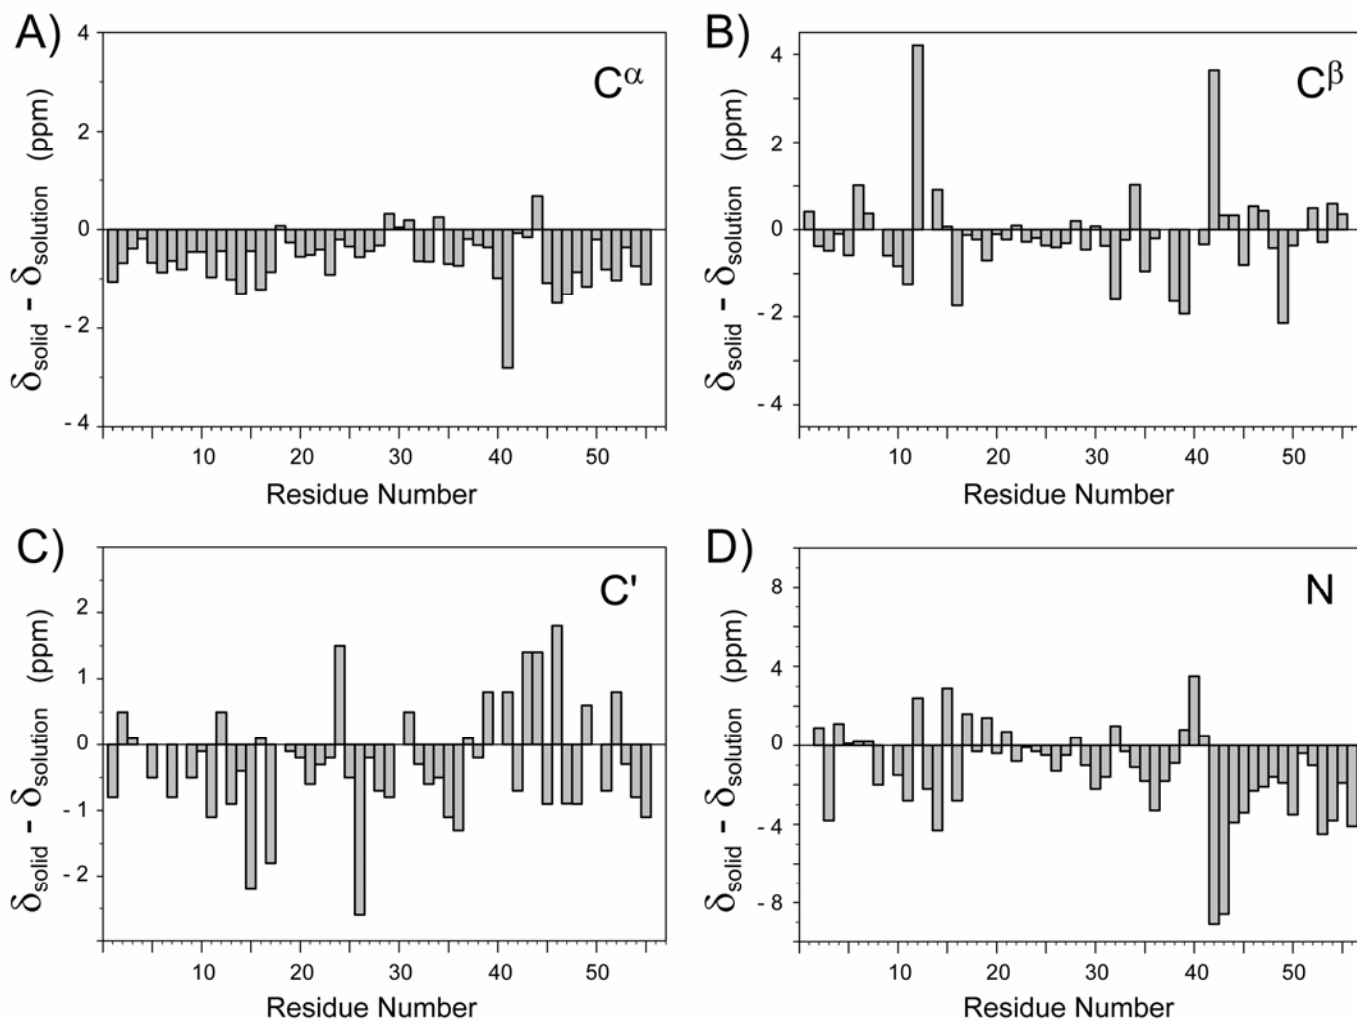 A)
Cα
δsolid - δsolution (ppm)
4
2
0
- 2
- 4
10 20 30 40 50
Residue Number
B)
Cβ
δsolid - δsolution (ppm)
4
2
0
- 2
- 4
10 20 30 40 50
Residue Number
C)
C'
δsolid - δsolution (ppm)
2
1
0
- 1
- 2
10 20 30 40 50
Residue Number
D)
N
δsolid - δsolution (ppm)
8
4
0
- 4
- 8
10 20 30 40 50
Residue Number